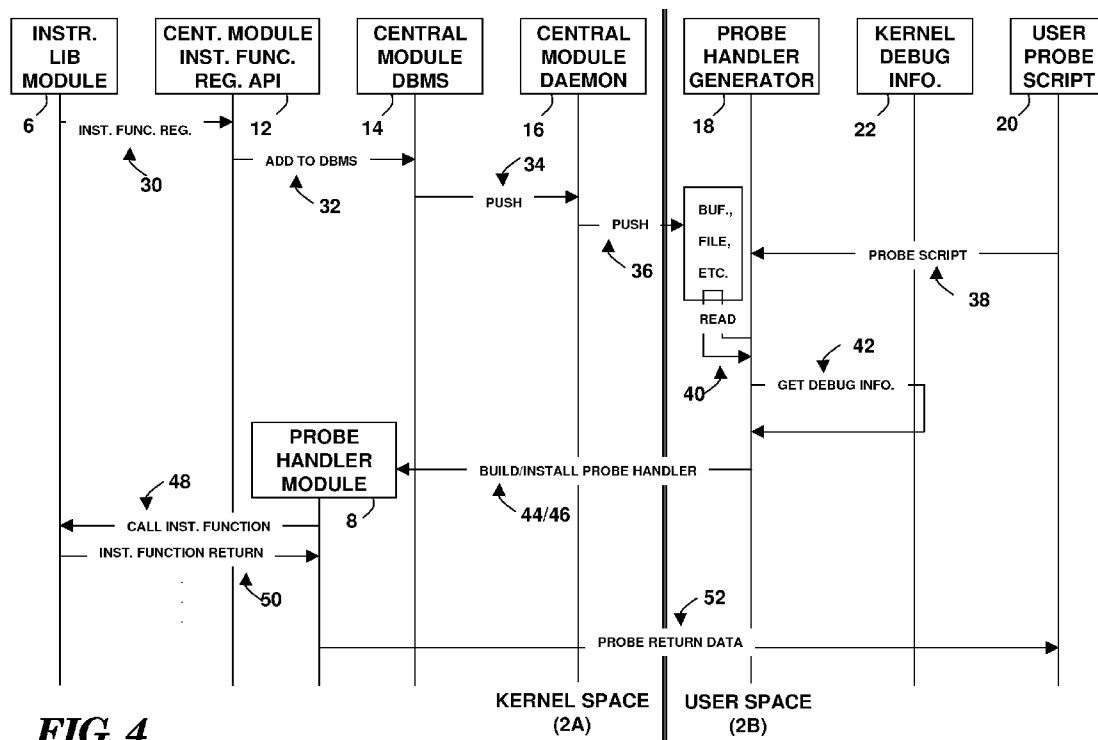 INSTR.
LIB
MODULE
CENT. MODULE
INST. FUNC.
REG. API
CENTRAL
MODULE
DBMS
CENTRAL
MODULE
DAEMON
PROBE
HANDLER
GENERATOR
KERNEL
DEBUG
INFO.
USER
PROBE
SCRIPT
6
12
14
16
18
22
20
INST. FUNC. REG.
30
ADD TO DBMS
32
34
PUSH
PUSH
36
BUF.,
FILE,
ETC.
PROBE SCRIPT
38
READ
40
42
GET DEBUG INFO.
PROBE
HANDLER
MODULE
8
BUILD/INSTALL PROBE HANDLER
44/46
48
CALL INST. FUNCTION
INST. FUNCTION RETURN
50
52
PROBE RETURN DATA
KERNEL SPACE
(2A)
USER SPACE
(2B)
FIG. 4